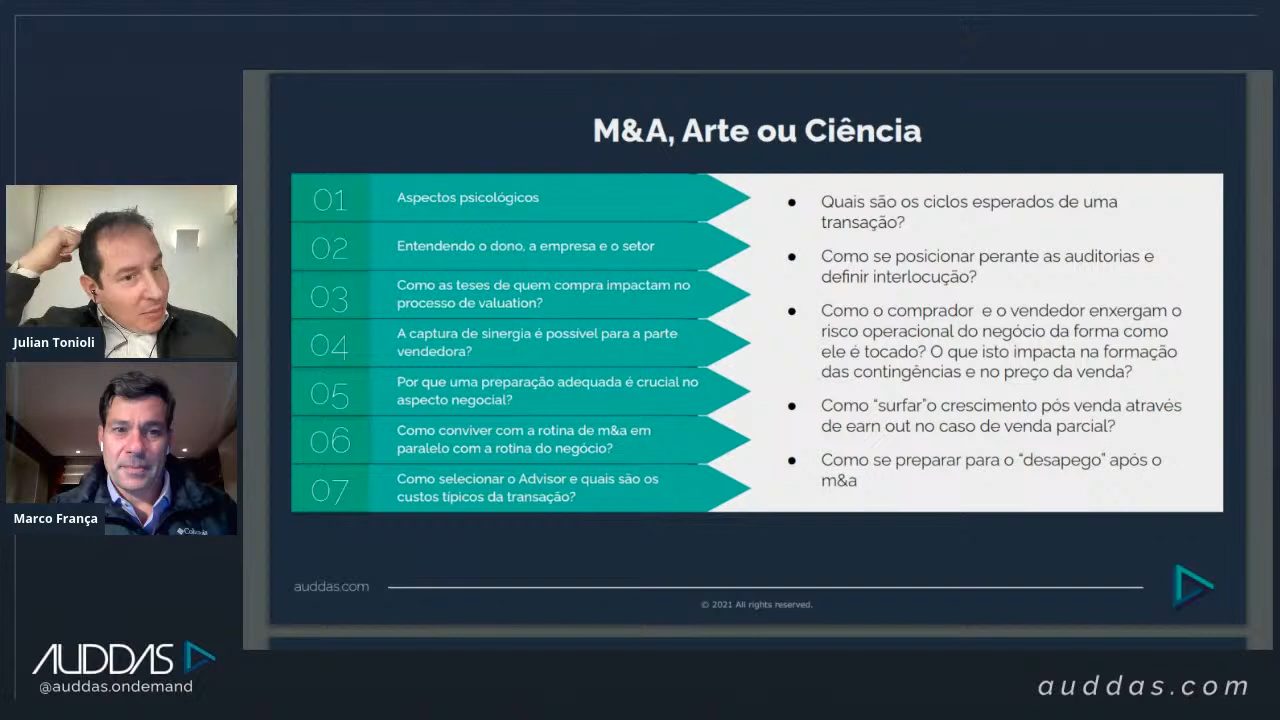 M&A, Arte ou Ciência
01
Aspectos psicológicos
02
Entendendo o dono, a empresa e o setor
03
Como as teses de quem compra impactam no
processo de valuation?
04
A captura de sinergia é possível para a parte
vendedora?
05
Por que uma preparação adequada é crucial no
aspecto negocial?
06
Como conviver com a rotina de m&a em
paralelo com a rotina do negócio?
07
Como selecionar o Advisor e quais são os
custos típicos da transação?
● Quais são os ciclos esperados de uma
transação?
● Como se posicionar perante as auditorias e
definir interlocução?
● Como o comprador e o vendedor enxergam o
risco operacional do negócio da forma como
ele é tocado? O que isto impacta na formação
das contingências e no preço da venda?
● Como “surfar”o crescimento pós venda através
de earn out no caso de venda parcial?
● Como se preparar para o “desapego” após o
m&a
auddas.com
© 2021 All rights reserved.
Julian Tonioli
Marco França
Columbia
AUDDAS
@auddas.ondemand
auddas.com